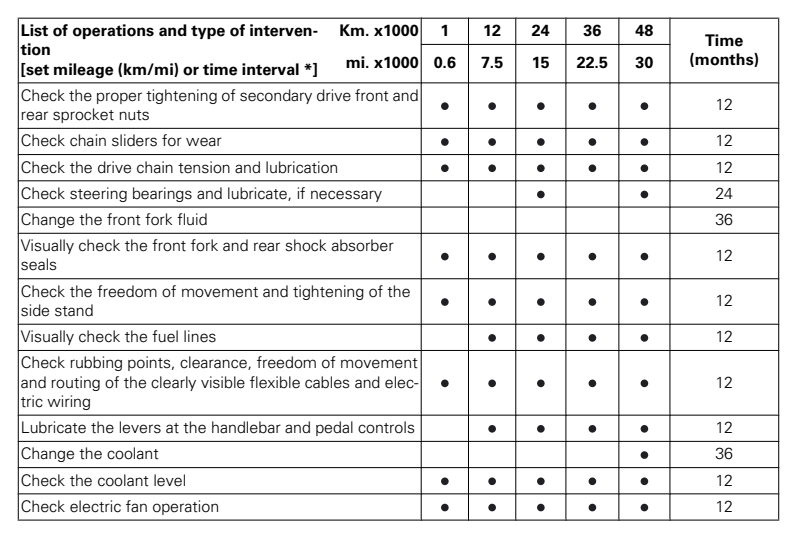 List of operations and type of interven- Km. x1000 1 12 24 36 48 Time
tion
[set mileage (km/mi) or time interval *] mi. x1000 0.6 7.5 15 22.5 30 (months)
Check the proper tightening of secondary drive front and
rear sprocket nuts ● ● ● ● ● 12
Check chain sliders for wear ● ● ● ● ● 12
Check the drive chain tension and lubrication ● ● ● ● ● 12
Check steering bearings and lubricate, if necessary ● ● 24
Change the front fork fluid 36
Visually check the front fork and rear shock absorber
seals ● ● ● ● ● 12
Check the freedom of movement and tightening of the
side stand ● ● ● ● ● 12
Visually check the fuel lines ● ● ● ● 12
Check rubbing points, clearance, freedom of movement
and routing of the clearly visible flexible cables and elec- ● ● ● ● ● 12
tric wiring
Lubricate the levers at the handlebar and pedal controls ● ● ● ● 12
Change the coolant ● 36
Check the coolant level ● ● ● ● ● 12
Check electric fan operation ● ● ● ● ● 12